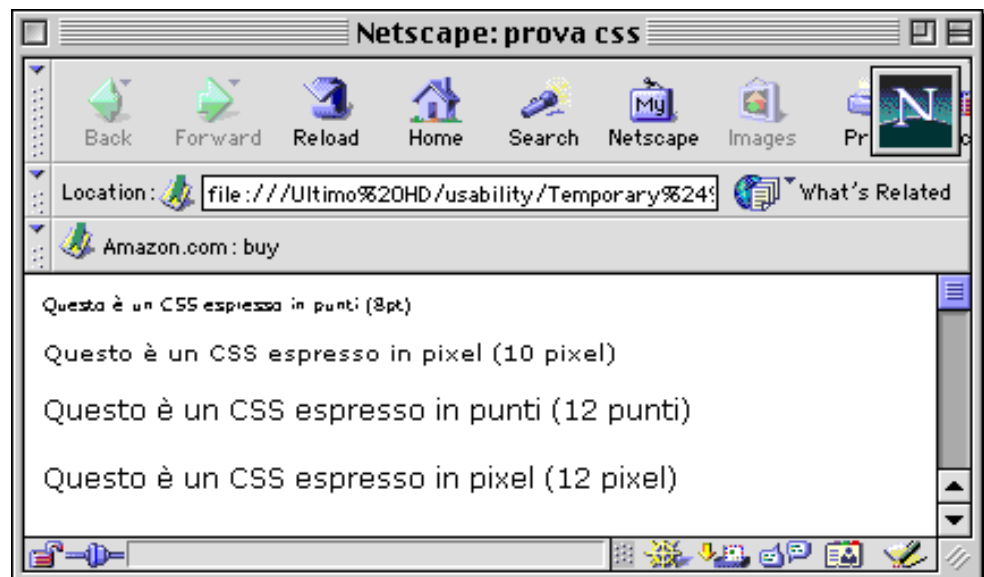 Netscape: prova css
Back Forward Reload Home Search My Netscape Images Pr N
Location: file:///Ultimo%20HD/usability/Temporary%24 What's Related
Amazon.com: buy
Questo è un CSS espresso in punti (8pt)
Questo è un CSS espresso in pixel (10 pixel)
Questo è un CSS espresso in punti (12 punti)
Questo è un CSS espresso in pixel (12 pixel)